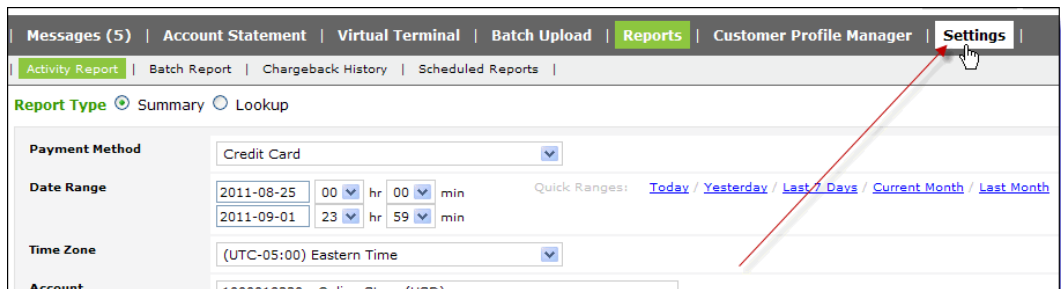 | Messages (5) | Account Statement | Virtual Terminal | Batch Upload | Reports | Customer Profile Manager | Settings |
| Activity Report | Batch Report | Chargeback History | Scheduled Reports |
Report Type Summary Lookup
Payment Method Credit Card
Date Range 2011-08-25 00 hr 00 min Quick Ranges: Today / Yesterday / Last 7 Days / Current Month / Last Month
2011-09-01 23 hr 59 min
Time Zone (UTC-05:00) Eastern Time
Account